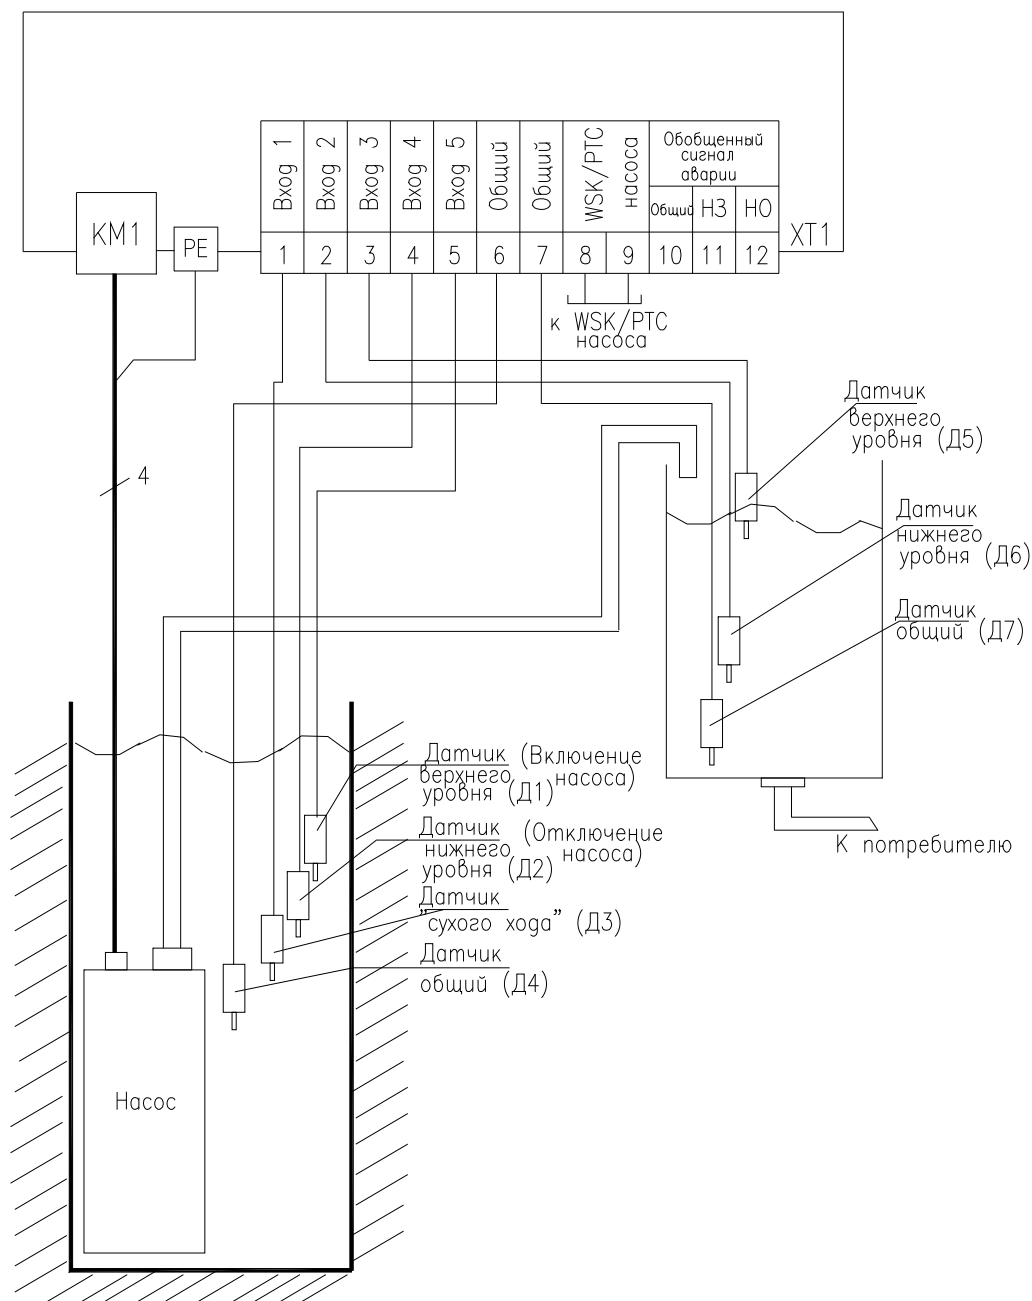 Вход 1
Вход 2
Вход 3
Вход 4
Вход 5
Общий
Общий
WSK/PTC
насоса
Обобщенный
сигнал
аварии
Общий
НЗ
НО
КМ1
PE
1
2
3
4
5
6
7
8
9
10
11
12
XT1
к WSK/PTC
насоса
4
Датчик
верхнего
уровня (Д5)
Датчик
нижнего
уровня (Д6)
Датчик
общий (Д7)
К потребителю
Датчик (Включение
верхнего насоса)
уровня (Д1)
Датчик (Отключение
нижнего насоса)
уровня (Д2)
Датчик
"сухого хода" (Д3)
Датчик
общий (Д4)
Насос